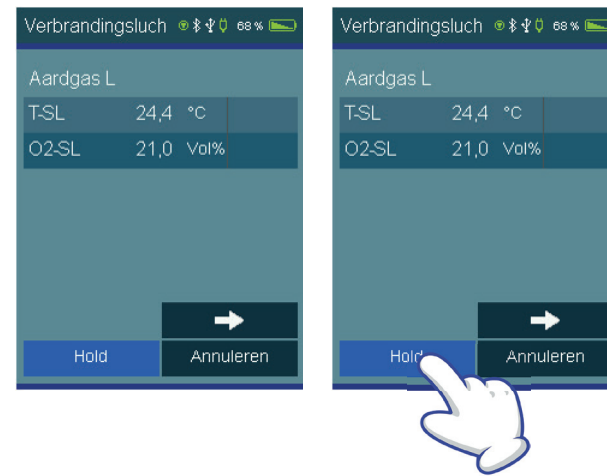 Verbrandingsluch 68 %
Aardgas L
T-SL 24,4 °C
O2-SL 21,0 Vol%
Hold Annuleren
Verbrandingsluch 68 %
Aardgas L
T-SL 24,4 °C
O2-SL 21,0 Vol%
Hold Annuleren